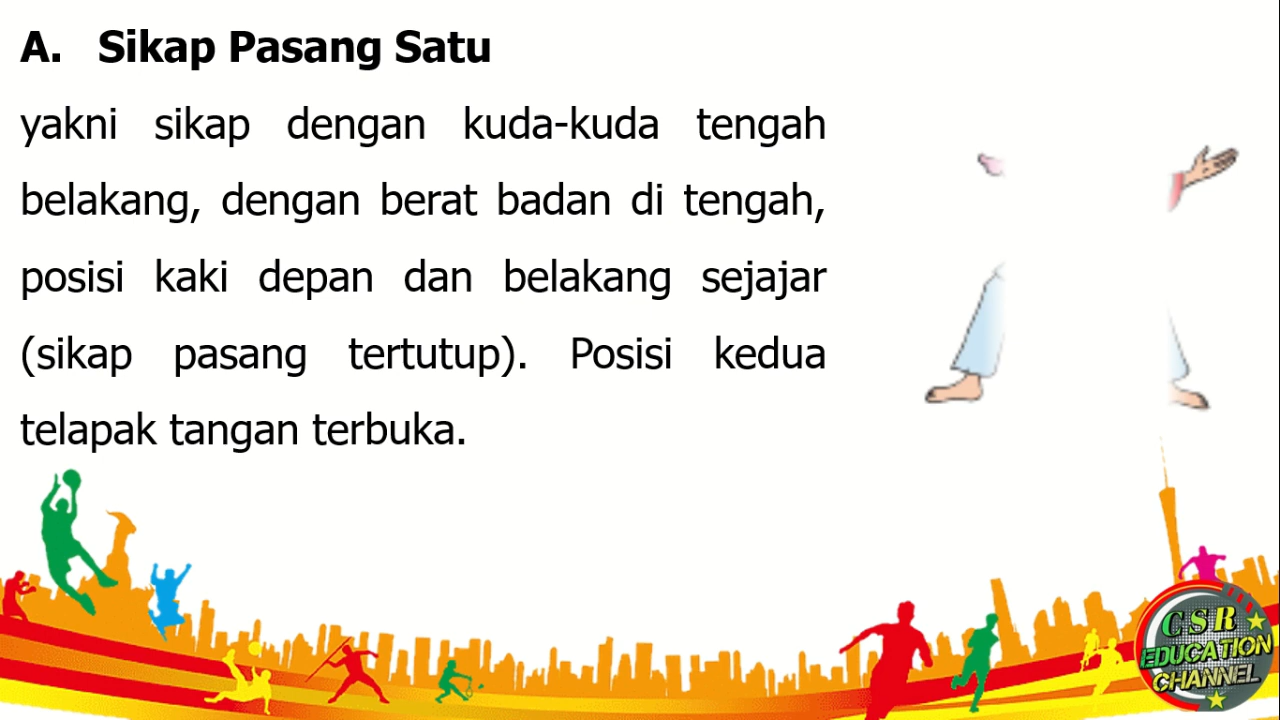 A. Sikap Pasang Satu
yakni sikap dengan kuda-kuda tengah
belakang, dengan berat badan di tengah,
posisi kaki depan dan belakang sejajar
(sikap pasang tertutup). Posisi kedua
telapak tangan terbuka.
CSR
EDUCATION
CHANNEL